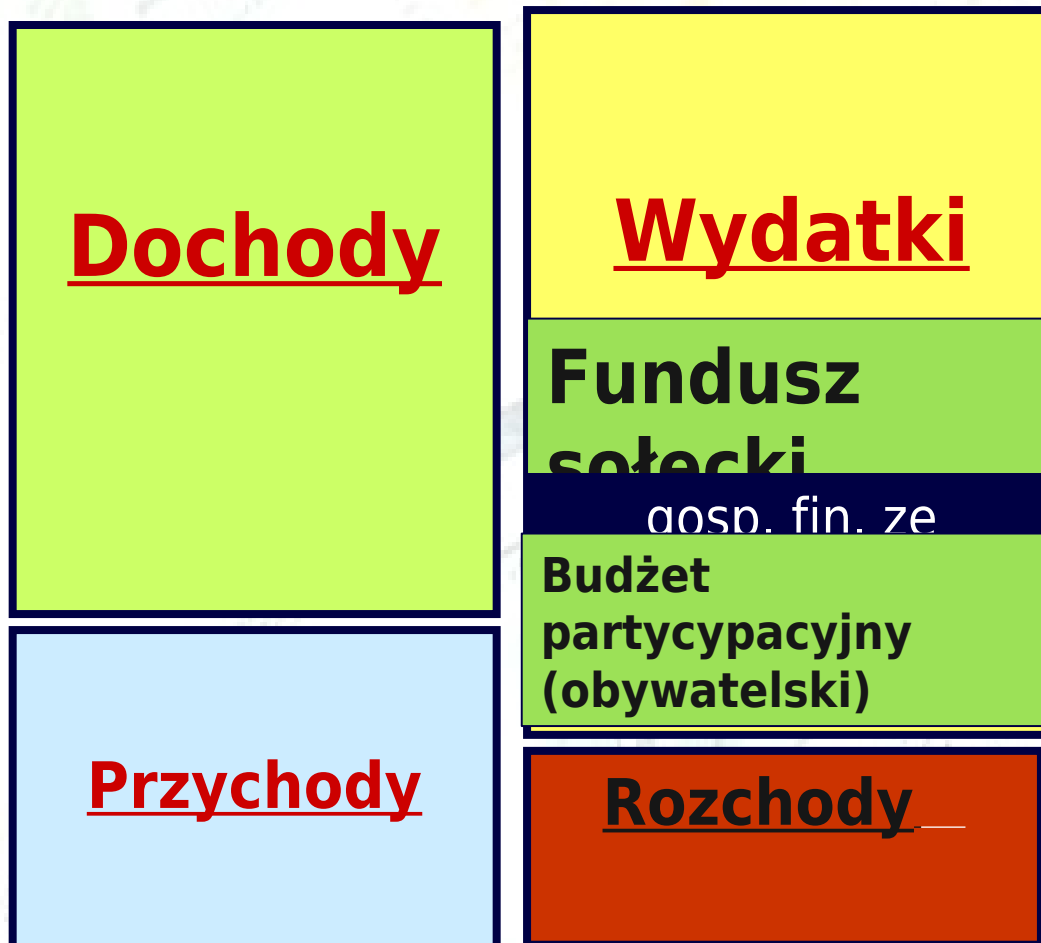 Dochody
Wydatki
Fundusz
sołecki
gosp. fin. ze
Budżet
partycypacyjny
(obywatelski)
Przychody
Rozchody